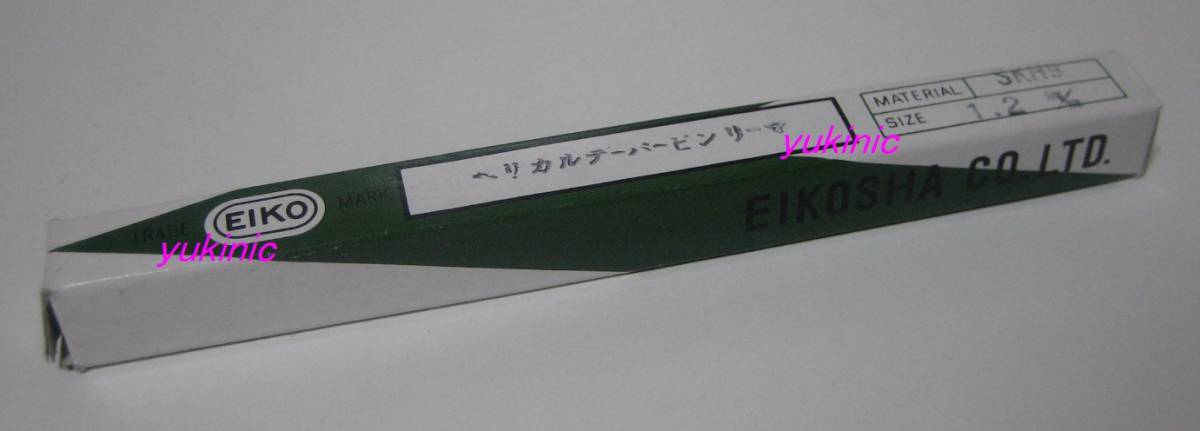 TRADE EIKO MARK
ヘリカルテーパーピンリーマ
MATERIAL SKH9
SIZE 1.2 m/m
EIKOSHA CO LTD.
yukinic
yukinic